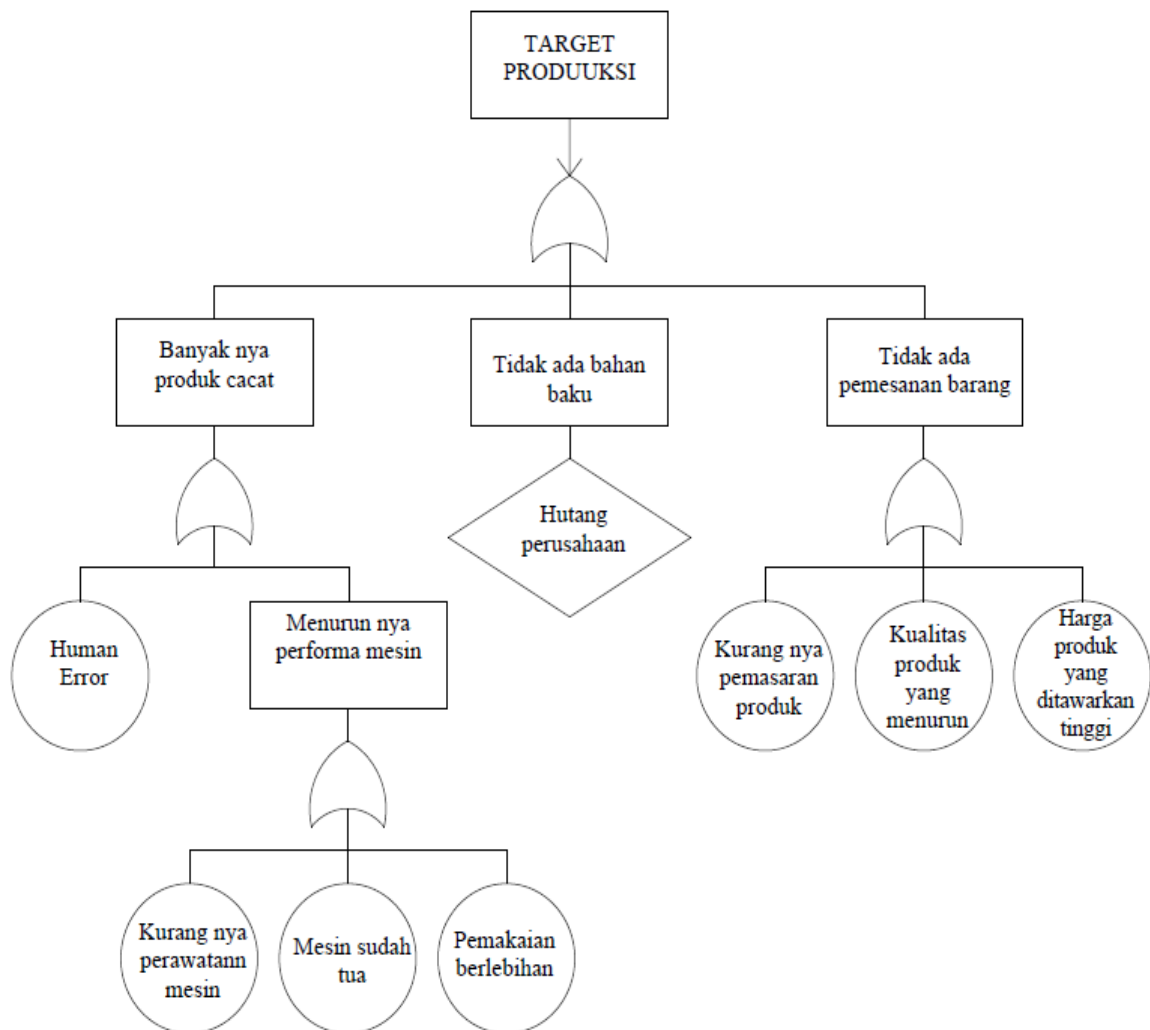 TARGET
PRODUUKSI
Banyak nya
produk cacat
Tidak ada bahan
baku
Tidak ada
pemesanan barang
Hutang
perusahaan
Human
Error
Menurun nya
performa mesin
Kurang nya
pemasaran
produk
Kualitas
produk
yang
menurun
Harga
produk
yang
ditawarkan
tinggi
Kurang nya
perawatann
mesin
Mesin sudah
tua
Pemakaian
berlebihan